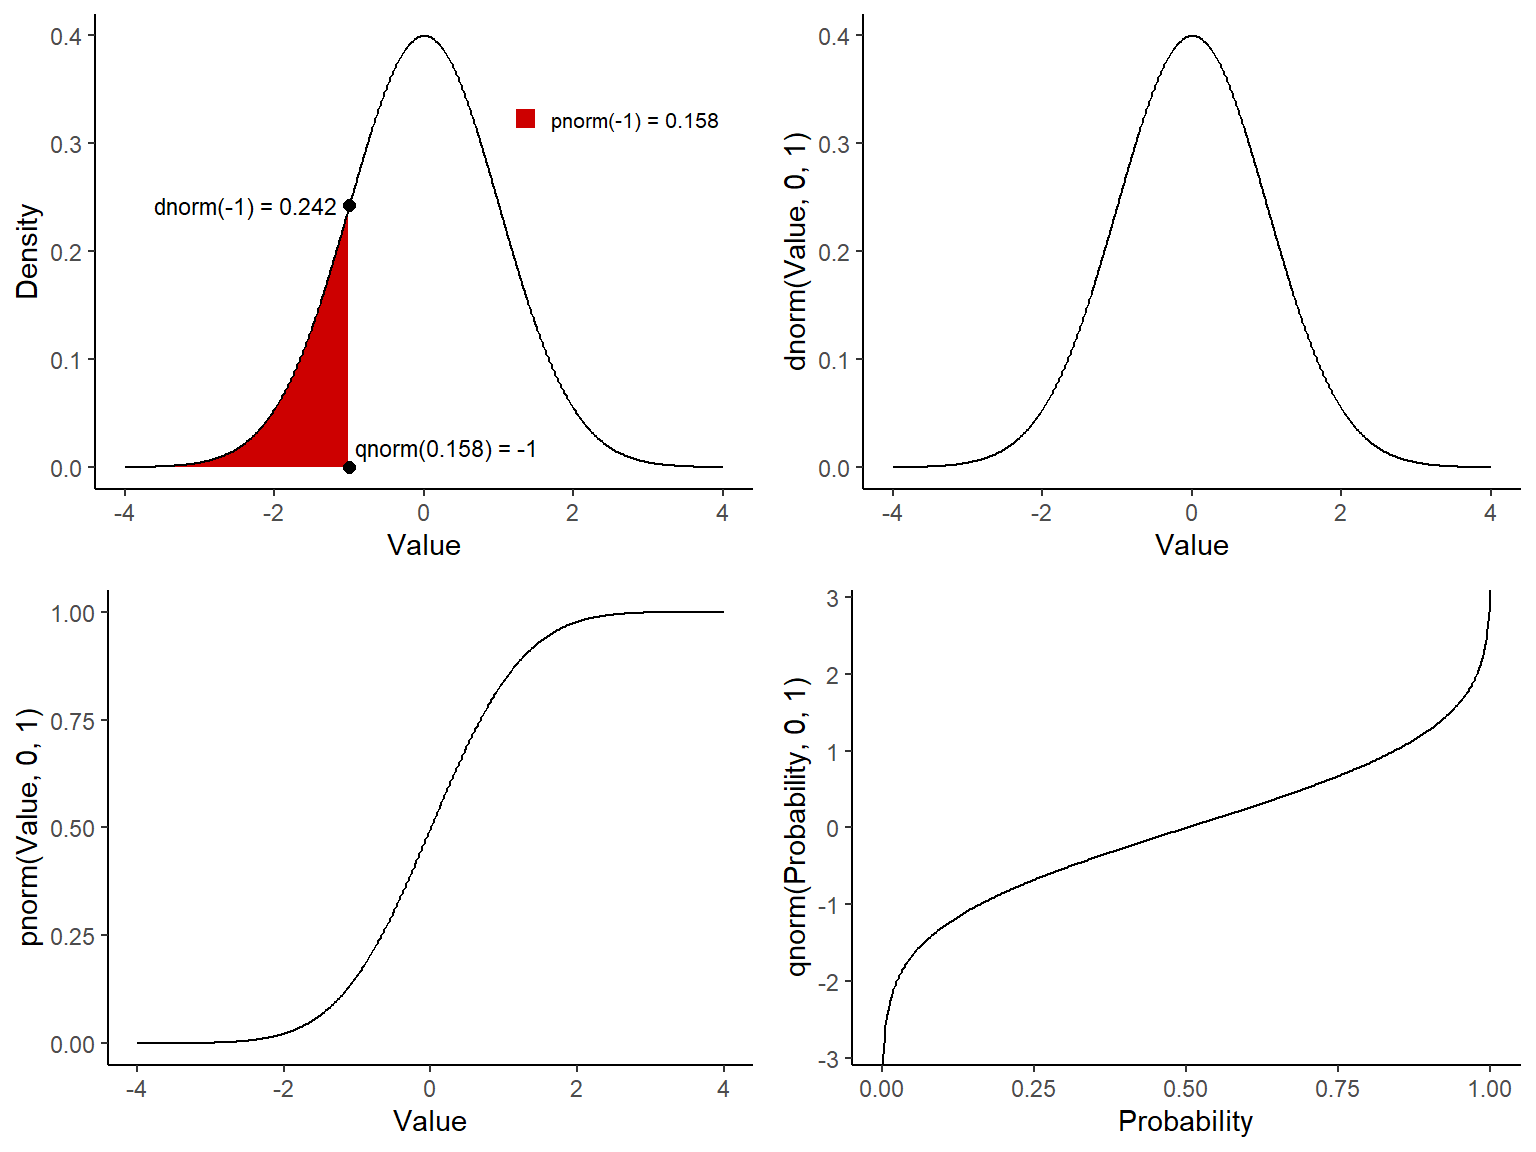 0.4
0.3
0.2
0.1
0.0
Density
pnorm(-1) = 0.158
dnorm(-1) = 0.242
qnorm(0.158) = -1
-4 -2 0 2 4
Value
0.4
0.3
0.2
0.1
0.0
dnorm(Value, 0, 1)
-4 -2 0 2 4
Value
1.00
0.75
0.50
0.25
0.00
pnorm(Value, 0, 1)
-4 -2 0 2 4
Value
3
2
1
0
-1
-2
-3
qnorm(Probability, 0, 1)
0.00 0.25 0.50 0.75 1.00
Probability